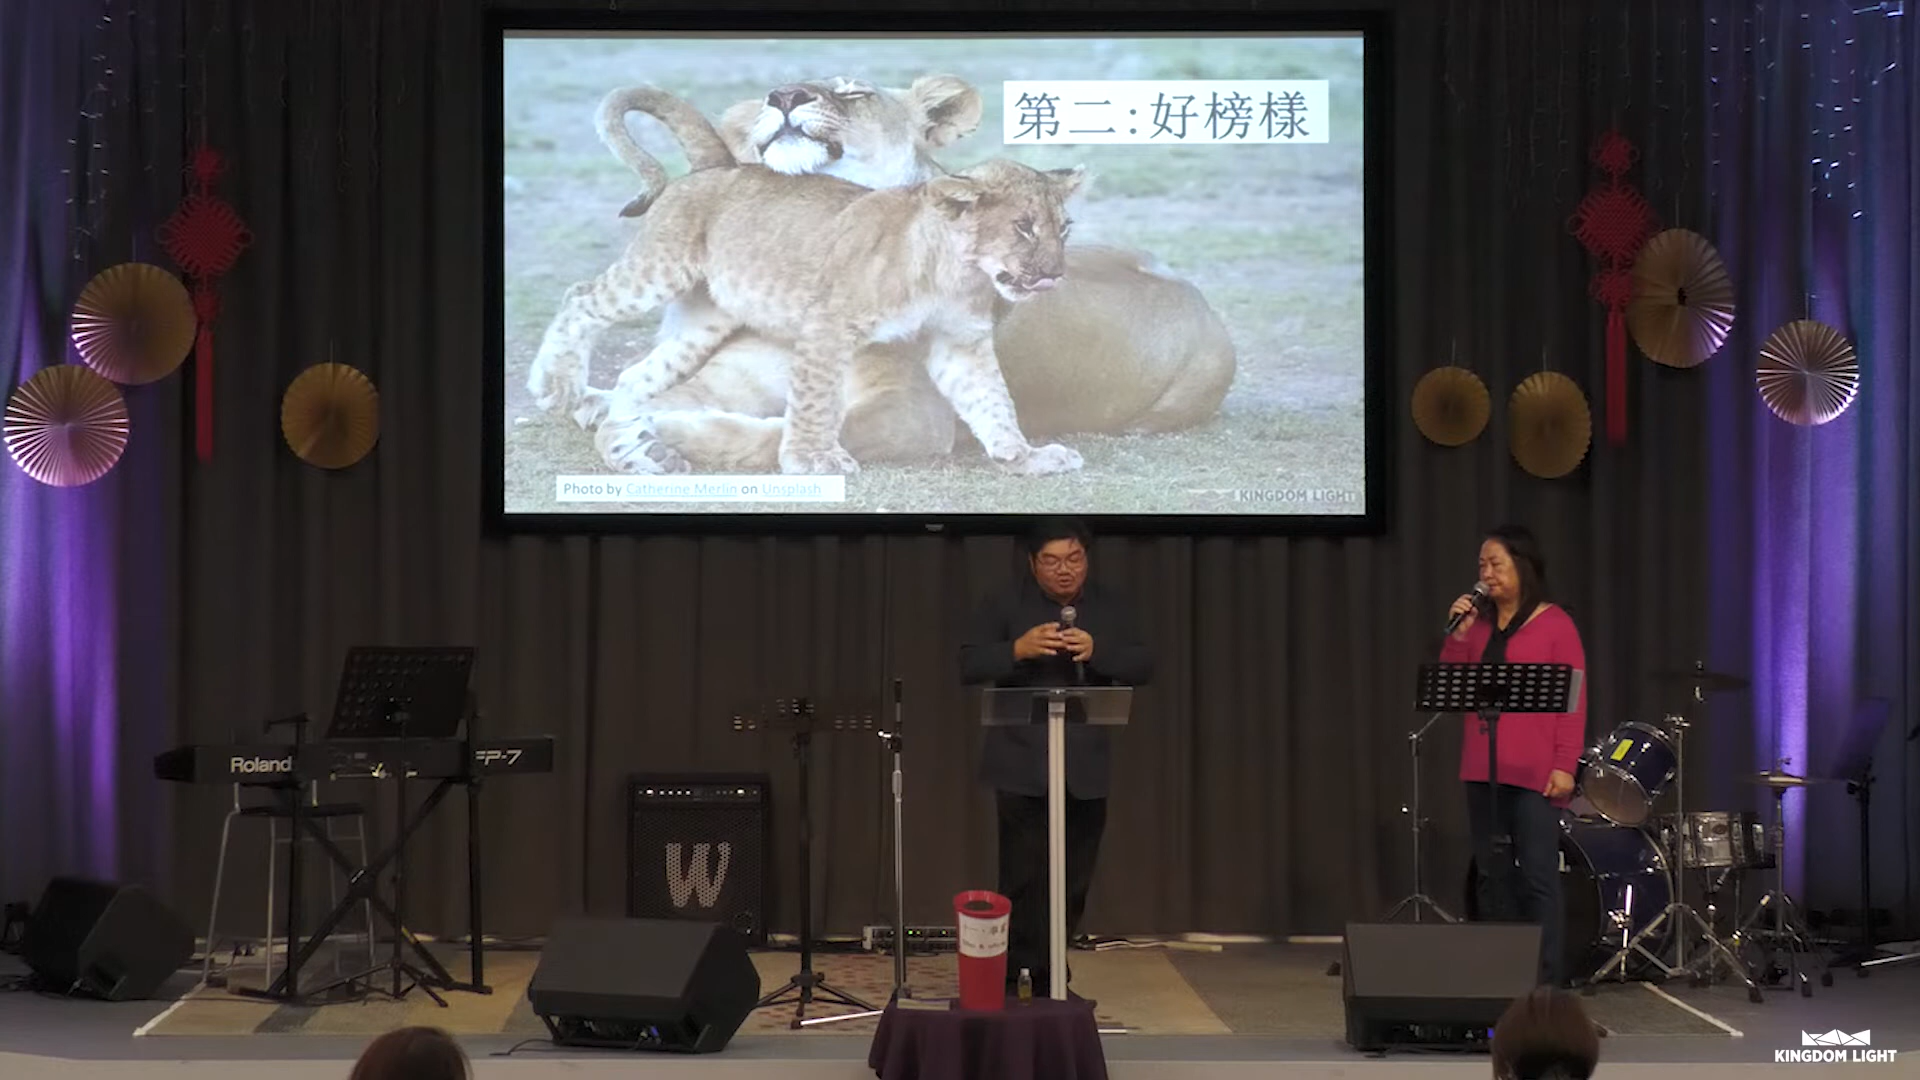 第二:好榜樣
Photo by Catherine Merlin on Unsplash
KINGDOM LIGHT
Roland
FP-7
W
KINGDOM LIGHT